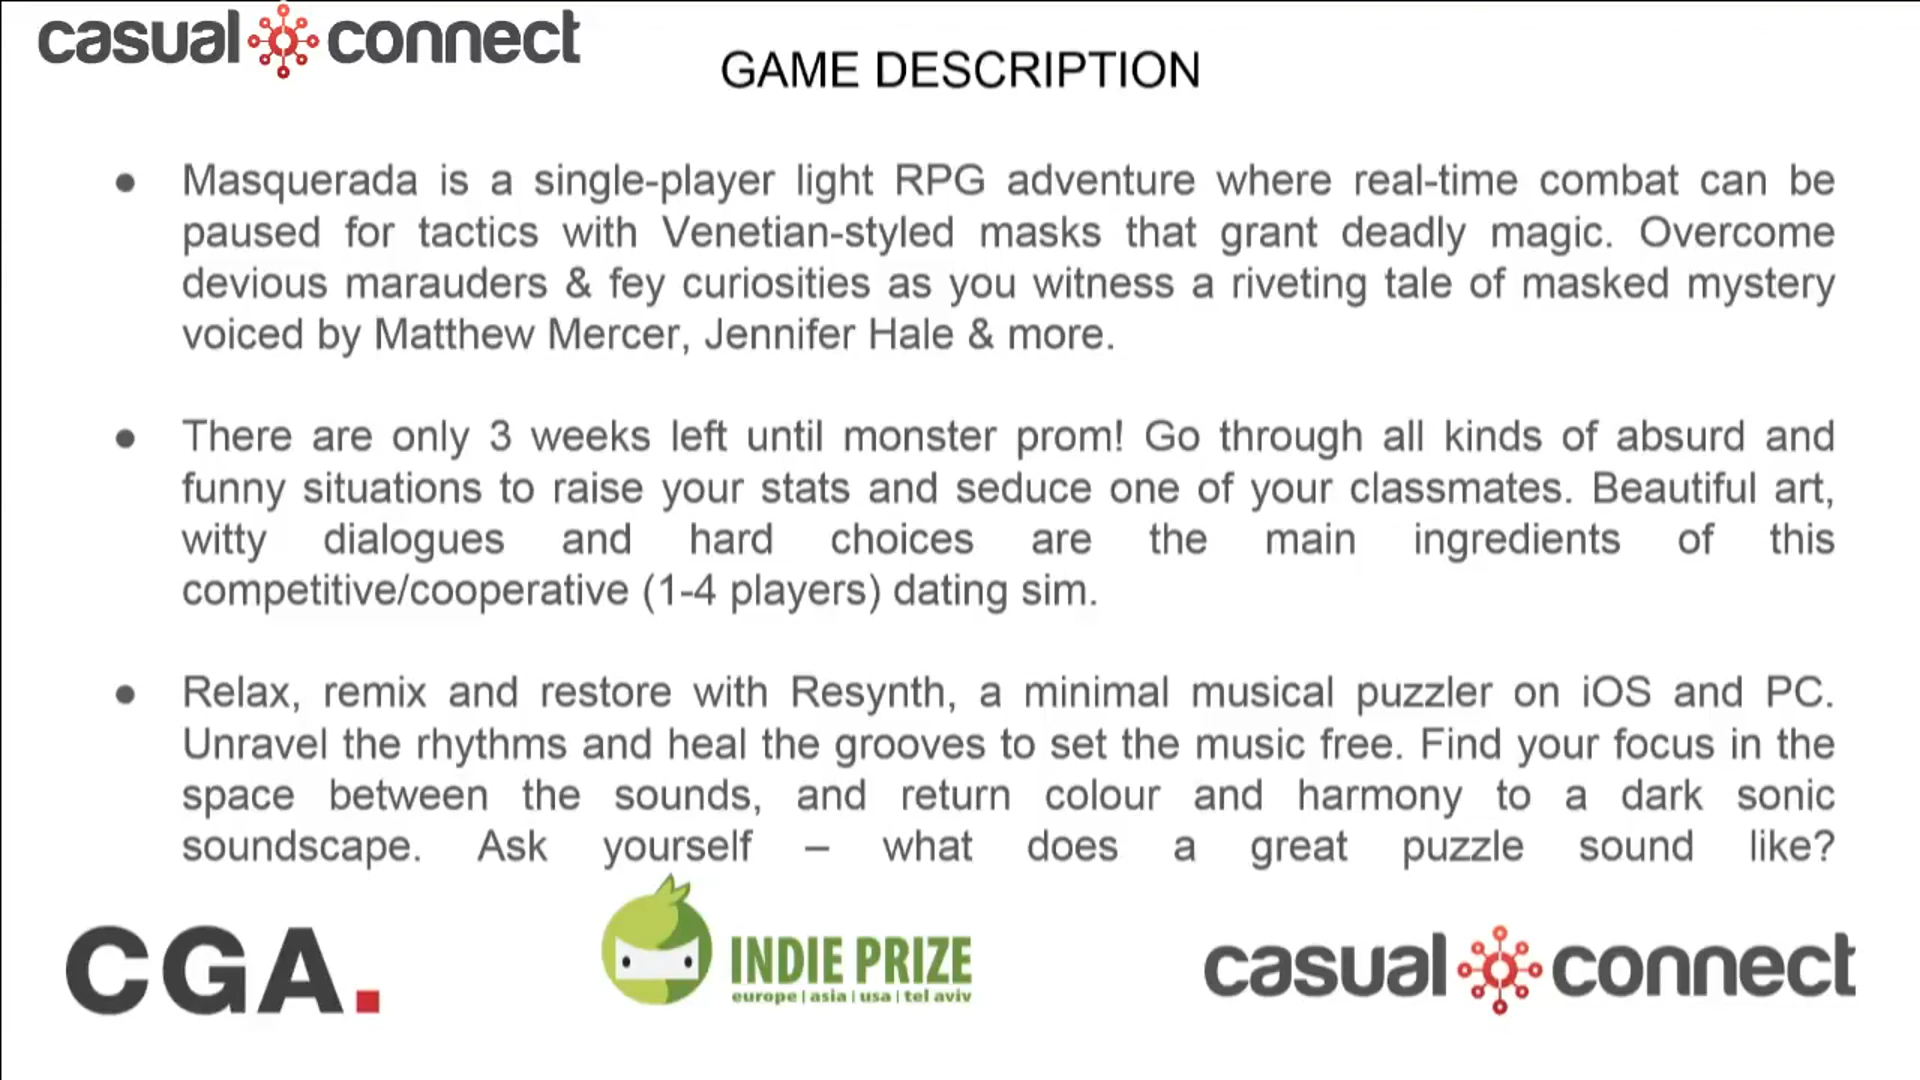 casual connect
GAME DESCRIPTION
● Masquerada is a single-player light RPG adventure where real-time combat can be
paused for tactics with Venetian-styled masks that grant deadly magic. Overcome
devious marauders & fey curiosities as you witness a riveting tale of masked mystery
voiced by Matthew Mercer, Jennifer Hale & more.
● There are only 3 weeks left until monster prom! Go through all kinds of absurd and
funny situations to raise your stats and seduce one of your classmates. Beautiful art,
witty dialogues and hard choices are the main ingredients of this
competitive/cooperative (1-4 players) dating sim.
● Relax, remix and restore with Resynth, a minimal musical puzzler on iOS and PC.
Unravel the rhythms and heal the grooves to set the music free. Find your focus in the
space between the sounds, and return colour and harmony to a dark sonic
soundscape. Ask yourself – what does a great puzzle sound like?
CGA.
INDIE PRIZE
europe | asia | usa | tel aviv
casual connect